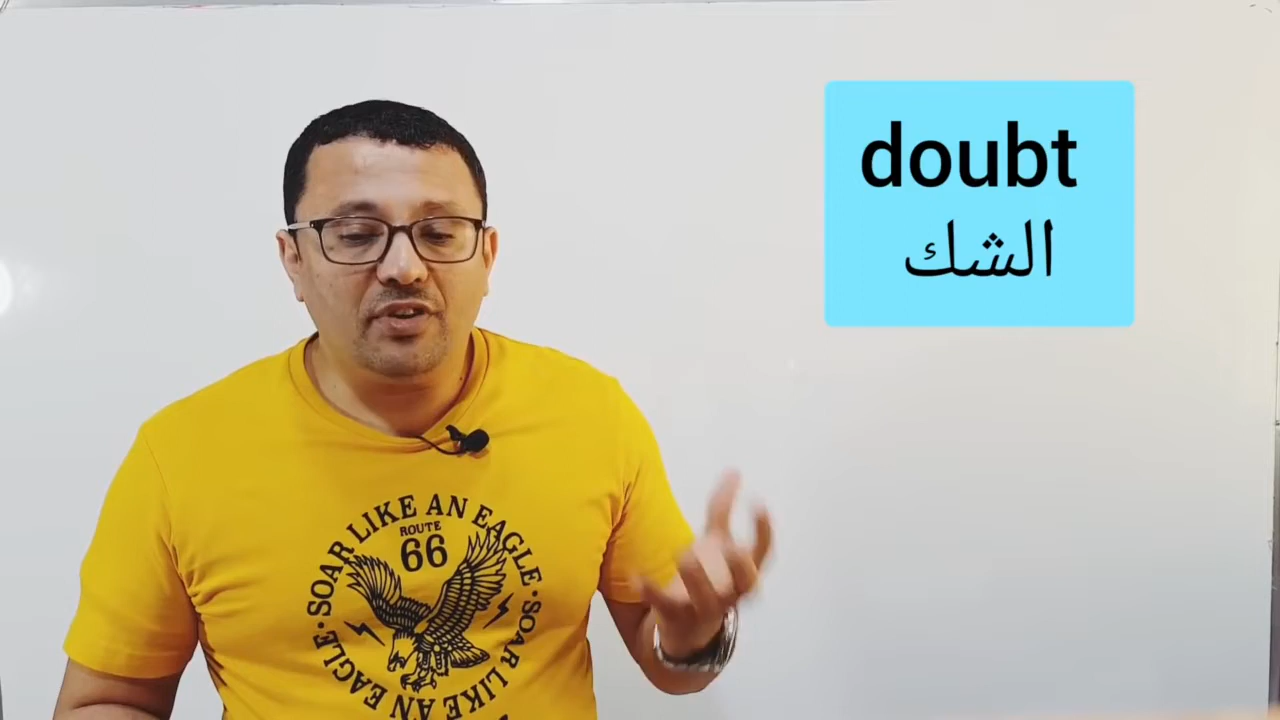 doubt
الشك
SOAR LIKE AN EAGLE · SOAR LIKE AN EAGLE ·
ROUTE
66